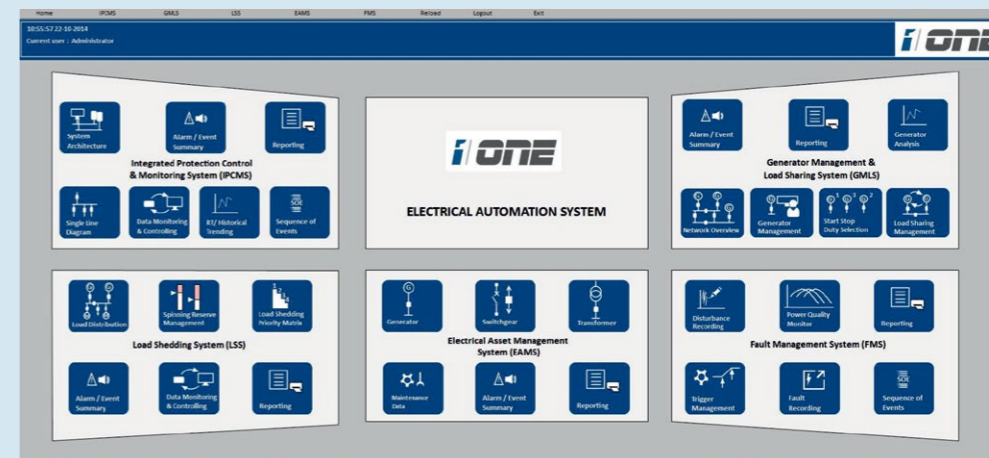 Home IPCMS GMLS LSS EAMS FMS Reload Logout Exit
18:55:57 22-10-2014
Current user : Administrator
i ONE
System
Architecture
Alarm / Event
Summary
Reporting
Integrated Protection Control
& Monitoring System (IPCMS)
Single Line
Diagram
Data Monitoring
& Controlling
RT/ Historical
Trending
SOE
Sequence of
Events
i ONE
ELECTRICAL AUTOMATION SYSTEM
Alarm / Event
Summary
Reporting
Generator
Analysis
Generator Management &
Load Sharing System (GMLS)
Network Overview
Generator
Management
Start Stop
Duty Selection
Load Sharing
Management
Load Distribution
Spinning Reserve
Management
Load Shedding
Priority Matrix
Load Shedding System (LSS)
Alarm / Event
Summary
Data Monitoring
& Controlling
Reporting
G
Generator
Switchgear
Transformer
Electrical Asset Management
System (EAMS)
Maintenance
Data
Alarm / Event
Summary
Reporting
Disturbance
Recording
Power Quality
Monitor
Reporting
Fault Management System (FMS)
Trigger
Management
Fault
Recording
SOE
Sequence of
Events